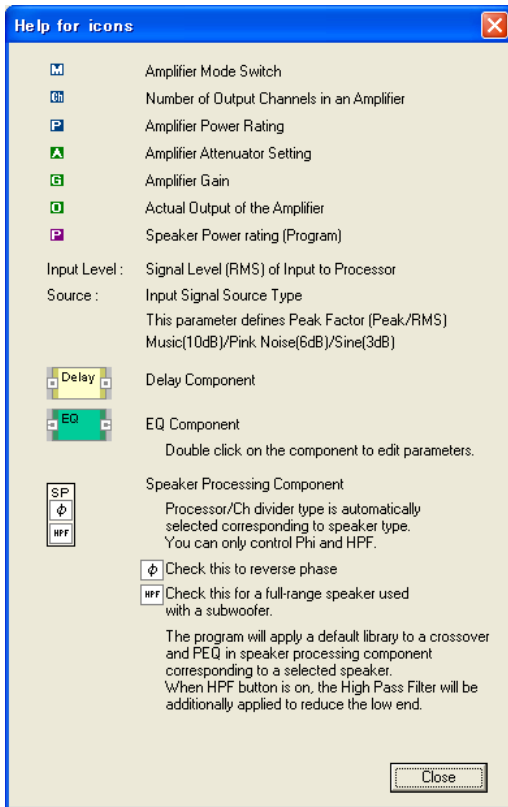 Help for icons
M Amplifier Mode Switch
Ch Number of Output Channels in an Amplifier
P Amplifier Power Rating
A Amplifier Attenuator Setting
G Amplifier Gain
O Actual Output of the Amplifier
P Speaker Power rating (Program)
Input Level : Signal Level (RMS) of Input to Processor
Source : Input Signal Source Type
This parameter defines Peak Factor (Peak/RMS)
Music(10dB)/Pink Noise(6dB)/Sine(3dB)
Delay Delay Component
EQ EQ Component
Double click on the component to edit parameters.
Speaker Processing Component
SP
ϕ
HPF
Processor/Ch divider type is automatically
selected corresponding to speaker type.
You can only control Phi and HPF.
ϕ Check this to reverse phase
HPF Check this for a full-range speaker used
with a subwoofer.
The program will apply a default library to a crossover
and PEQ in speaker processing component
corresponding to a selected speaker.
When HPF button is on, the High Pass Filter will be
additionally applied to reduce the low end.
Close